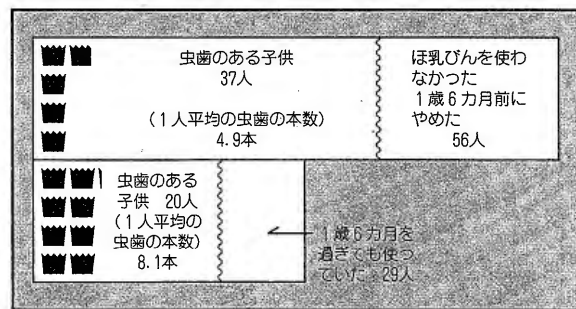 虫歯のある子供
37人
(1人平均の虫歯の本数)
4.9本
ほ乳びんを使わ
なかった
1歳6カ月前に
やめた
56人
虫歯のある
子供 20人
(1人平均の
虫歯の本数)
8.1本
1歳6カ月を
過ぎても使っ
ていた 29人